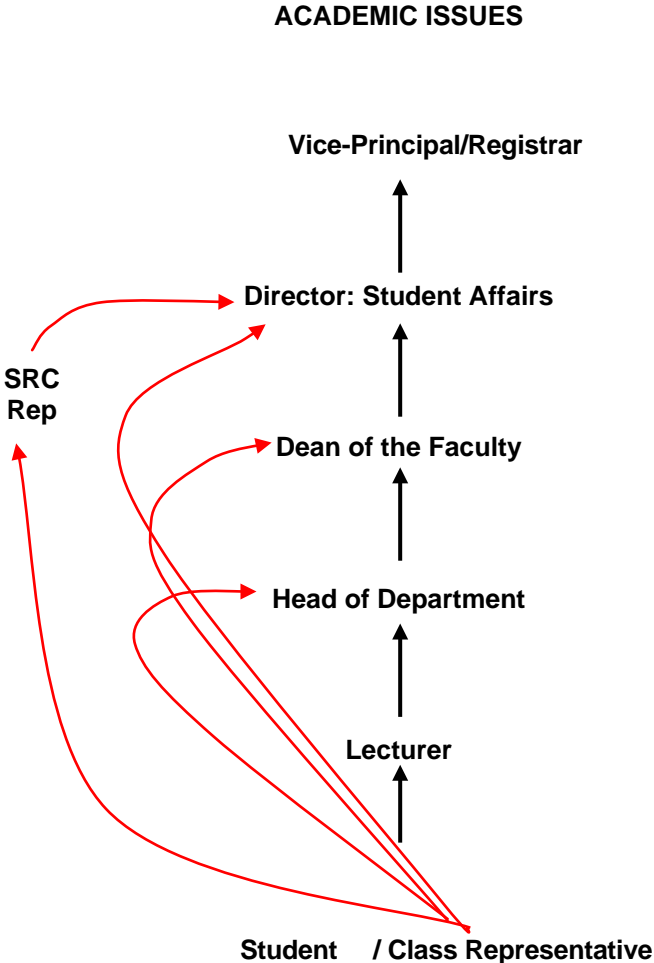 ACADEMIC ISSUES
Vice-Principal/Registrar
Director: Student Affairs
SRC
Rep
Dean of the Faculty
Head of Department
Lecturer
Student / Class Representative